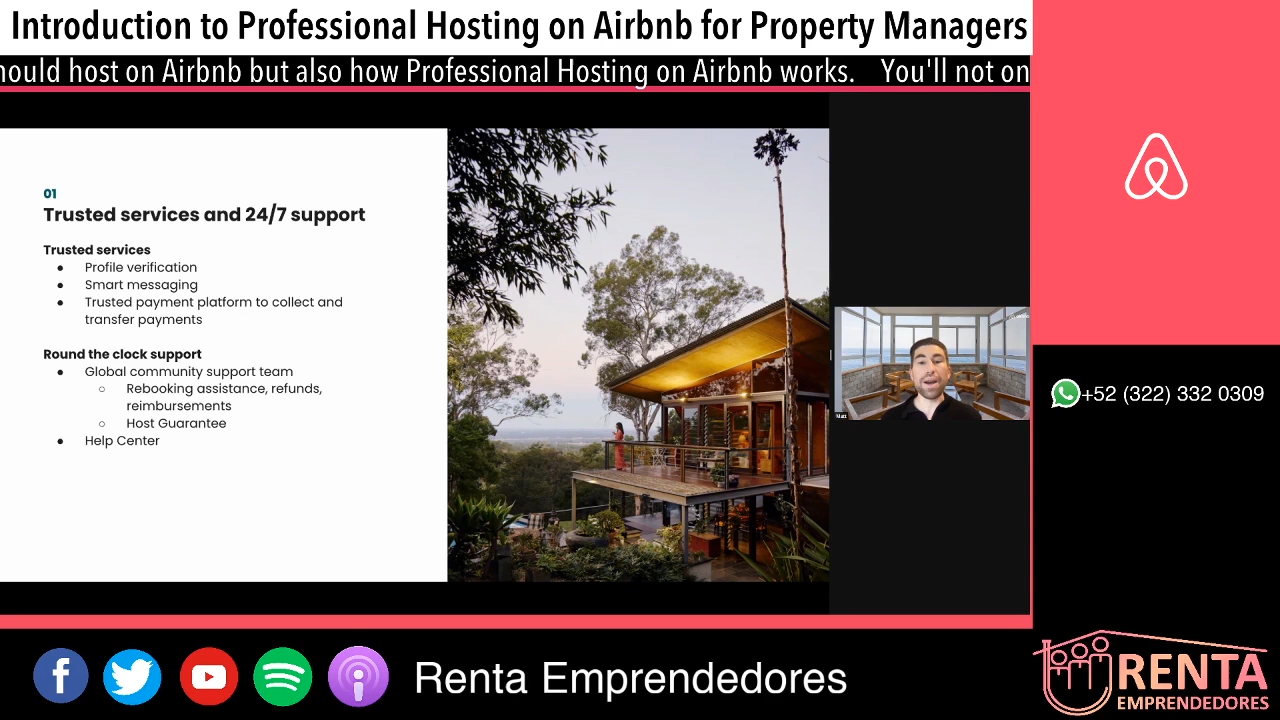 Introduction to Professional Hosting on Airbnb for Property Managers
hould host on Airbnb but also how Professional Hosting on Airbnb works. You'll not on
01
Trusted services and 24/7 support
Trusted services
● Profile verification
● Smart messaging
● Trusted payment platform to collect and
transfer payments
Round the clock support
● Global community support team
○ Rebooking assistance, refunds,
reimbursements
○ Host Guarantee
● Help Center
+52 (322) 332 0309
Renta Emprendedores
RENTA
EMPRENDEDORES